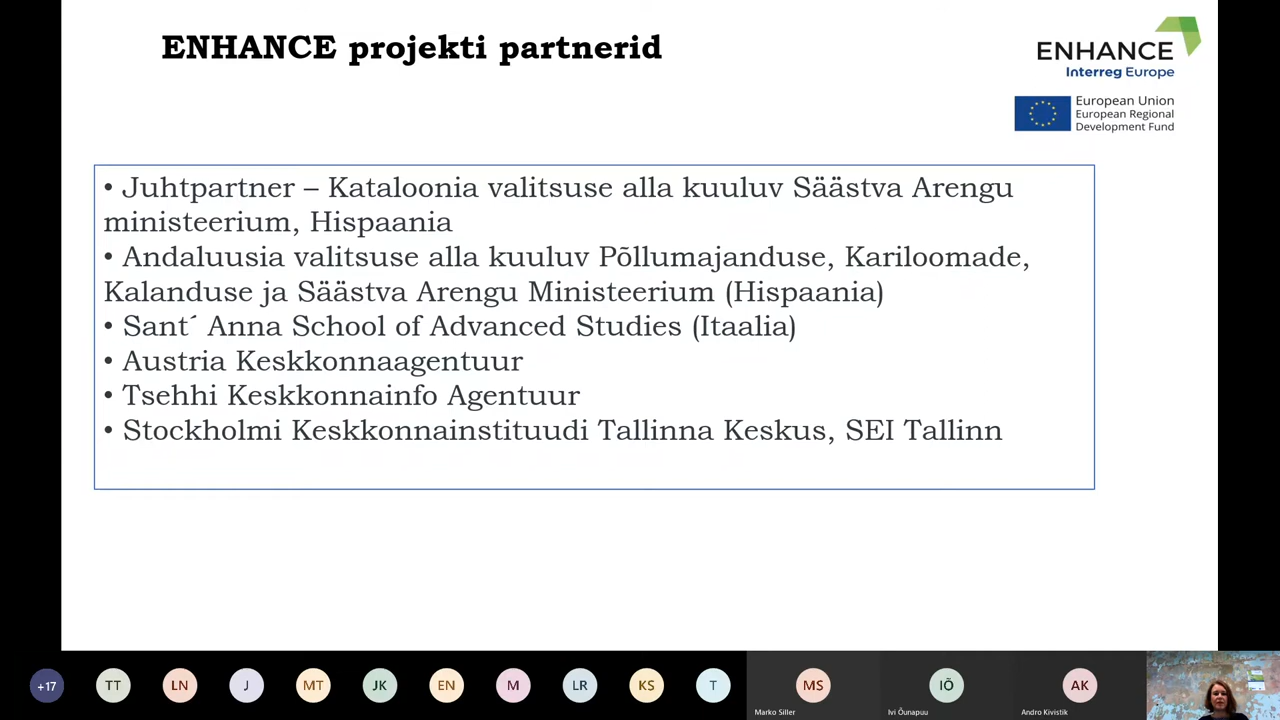 ENHANCE projekti partnerid
ENHANCE
Interreg Europe
European Union
European Regional
Development Fund
• Juhtpartner – Kataloonia valitsuse alla kuuluv Säästva Arengu
ministeerium, Hispaania
• Andaluusia valitsuse alla kuuluv Põllumajanduse, Kariloomade,
Kalanduse ja Säästva Arengu Ministeerium (Hispaania)
• Sant´ Anna School of Advanced Studies (Itaalia)
• Austria Keskkonnaagentuur
• Tsehhi Keskkonnainfo Agentuur
• Stockholmi Keskkonnainstituudi Tallinna Keskus, SEI Tallinn
+17 TT LN J MT JK EN M LR KS T MS IÕ AK
Marko Siller Ivi Õunapuu Andro Kivistik